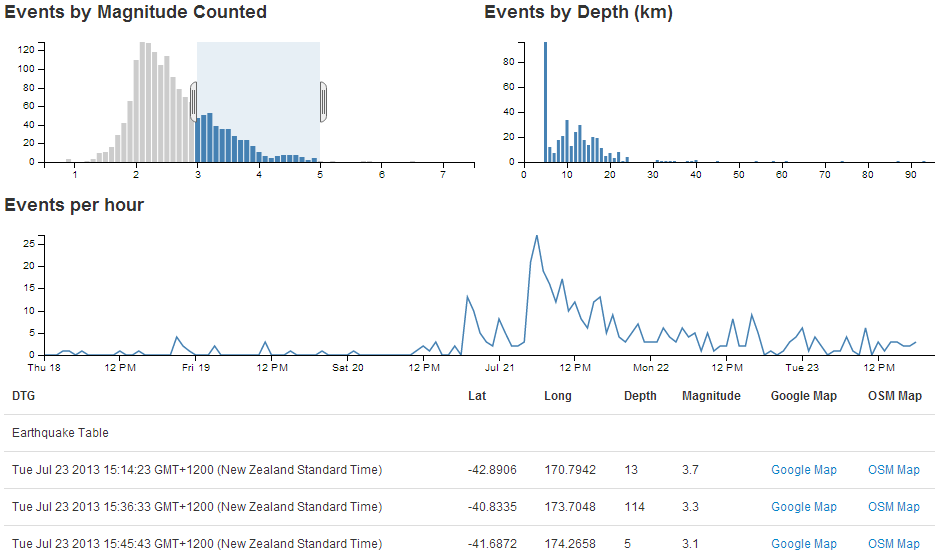 Events by Magnitude Counted
Events by Depth (km)
120
100
80
60
40
20
0
1 2 3 4 5 6 7
80
60
40
20
0
0 10 20 30 40 50 60 70 80 90
Events per hour
25
20
15
10
5
0
Thu 18 12 PM Fri 19 12 PM Sat 20 12 PM Jul 21 12 PM Mon 22 12 PM Tue 23 12 PM
DTG Lat Long Depth Magnitude Google Map OSM Map
Earthquake Table
Tue Jul 23 2013 15:14:23 GMT+1200 (New Zealand Standard Time) -42.8906 170.7942 13 3.7 Google Map OSM Map
Tue Jul 23 2013 15:36:33 GMT+1200 (New Zealand Standard Time) -40.8335 173.7048 114 3.3 Google Map OSM Map
Tue Jul 23 2013 15:45:43 GMT+1200 (New Zealand Standard Time) -41.6872 174.2658 5 3.1 Google Map OSM Map